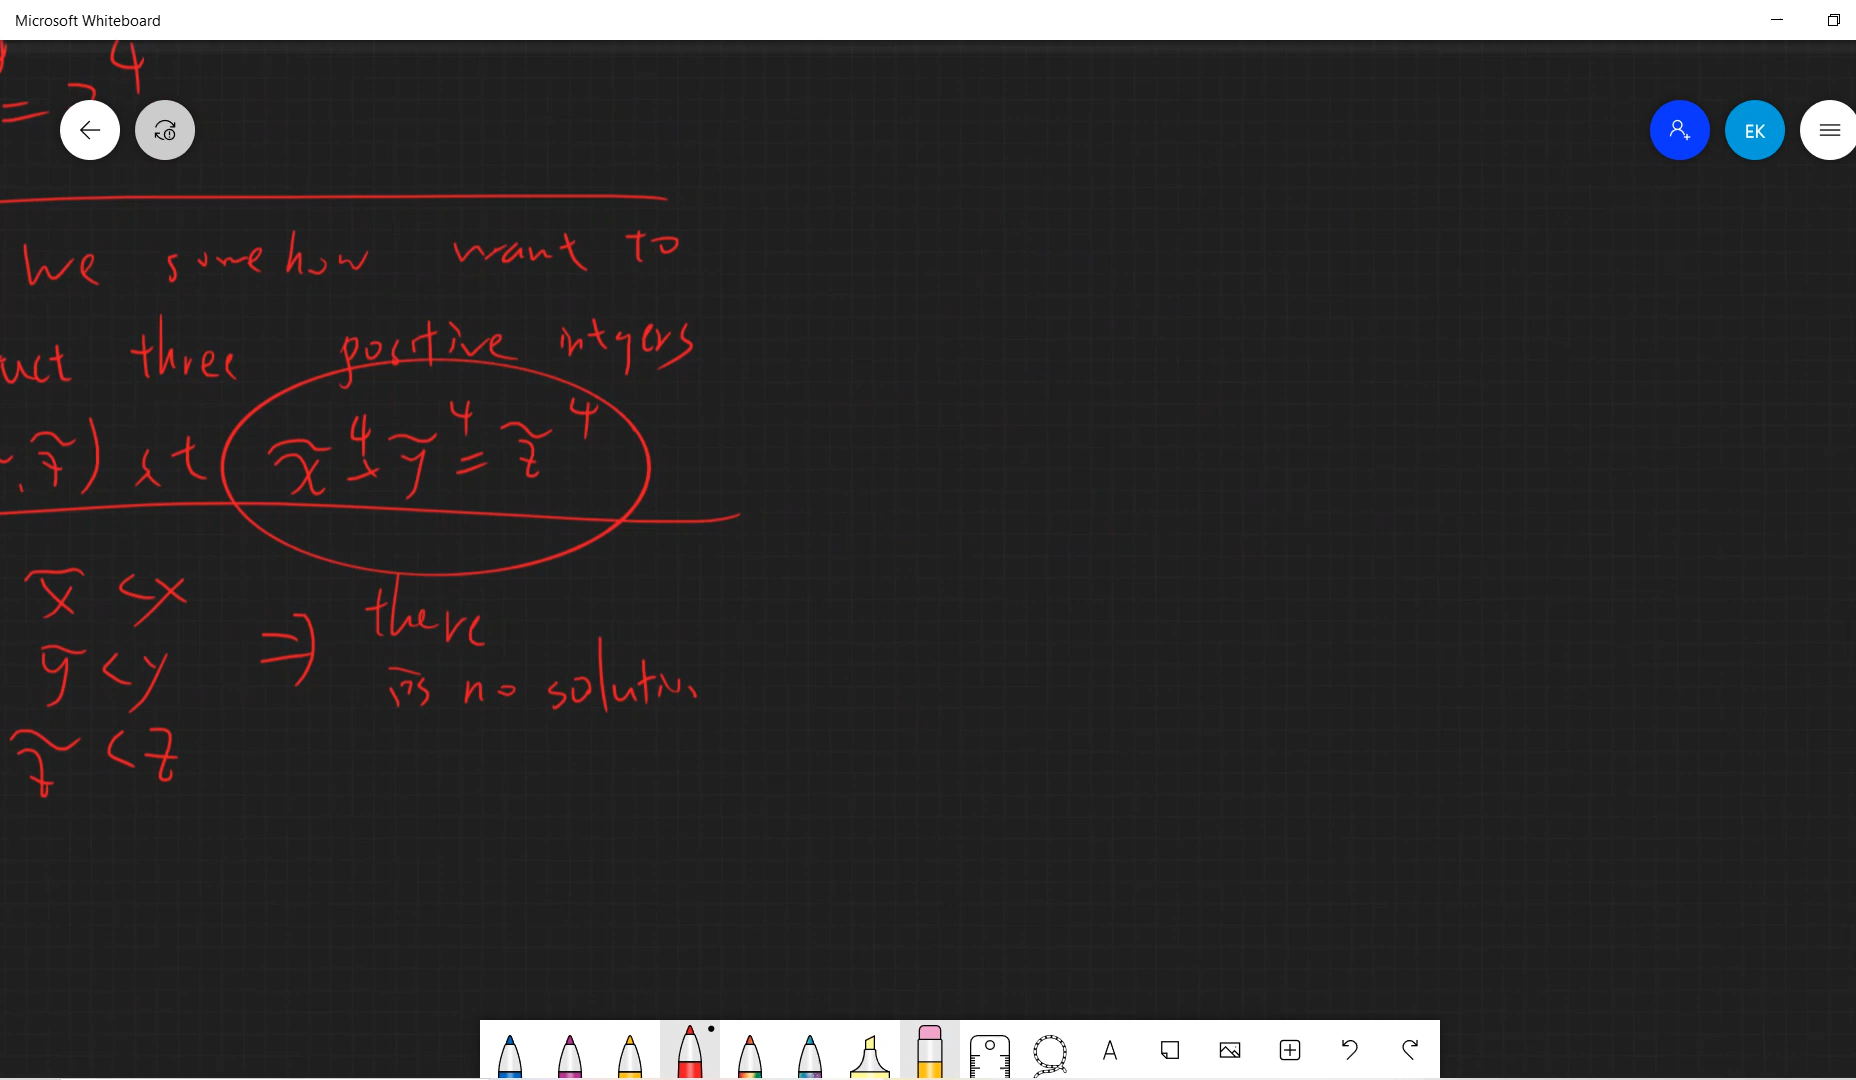 Microsoft Whiteboard
4
=
EK
We somehow want to
uct three positive intgers
, z̃) st x̃⁴ + ỹ⁴ = z̃⁴
x̃ < x
ỹ < y ⇒ there
is no solution
z̃ < z
A